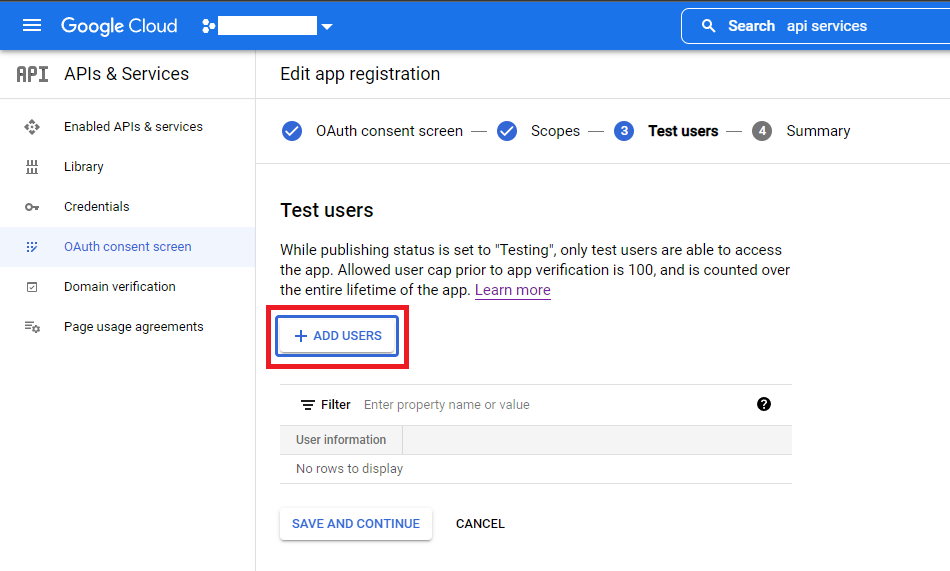 Google Cloud
Search api services
API APIs & Services
Edit app registration
Enabled APIs & services
Library
Credentials
OAuth consent screen
Domain verification
Page usage agreements
OAuth consent screen — Scopes — 3 Test users — 4 Summary
Test users
While publishing status is set to "Testing", only test users are able to access
the app. Allowed user cap prior to app verification is 100, and is counted over
the entire lifetime of the app. Learn more
+ ADD USERS
Filter Enter property name or value ?
User information
No rows to display
SAVE AND CONTINUE CANCEL